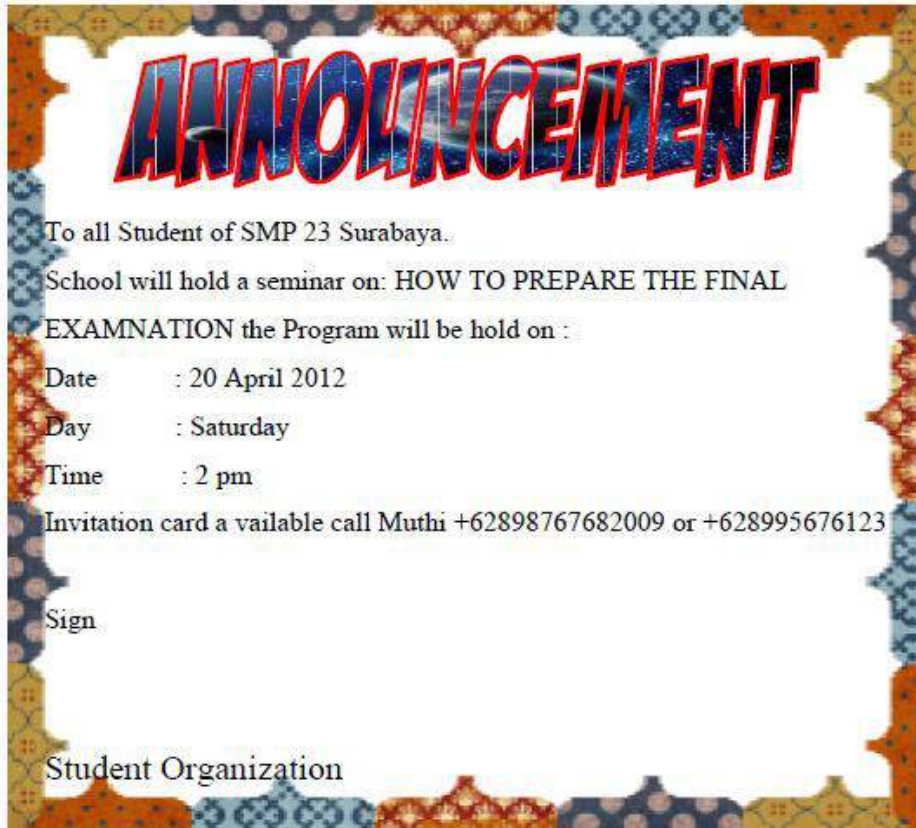 ANNOUNCEMENT
To all Student of SMP 23 Surabaya.
School will hold a seminar on: HOW TO PREPARE THE FINAL
EXAMNATION the Program will be hold on :
Date : 20 April 2012
Day : Saturday
Time : 2 pm
Invitation card a vailable call Muthi +62898767682009 or +628995676123
Sign
Student Organization